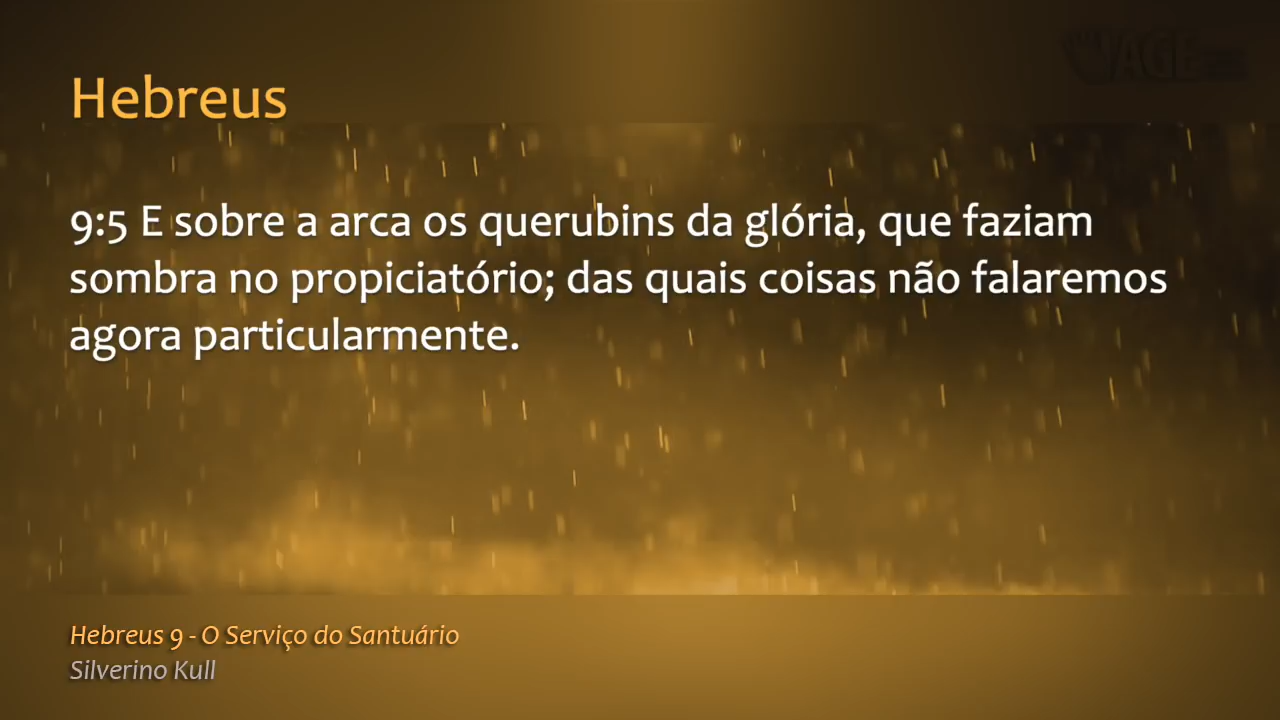 Hebreus
9:5 E sobre a arca os querubins da glória, que faziam
sombra no propiciatório; das quais coisas não falaremos
agora particularmente.
Hebreus 9 - O Serviço do Santuário
Silverino Kull